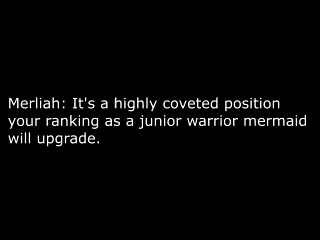 Merliah: It's a highly coveted position
your ranking as a junior warrior mermaid
will upgrade.